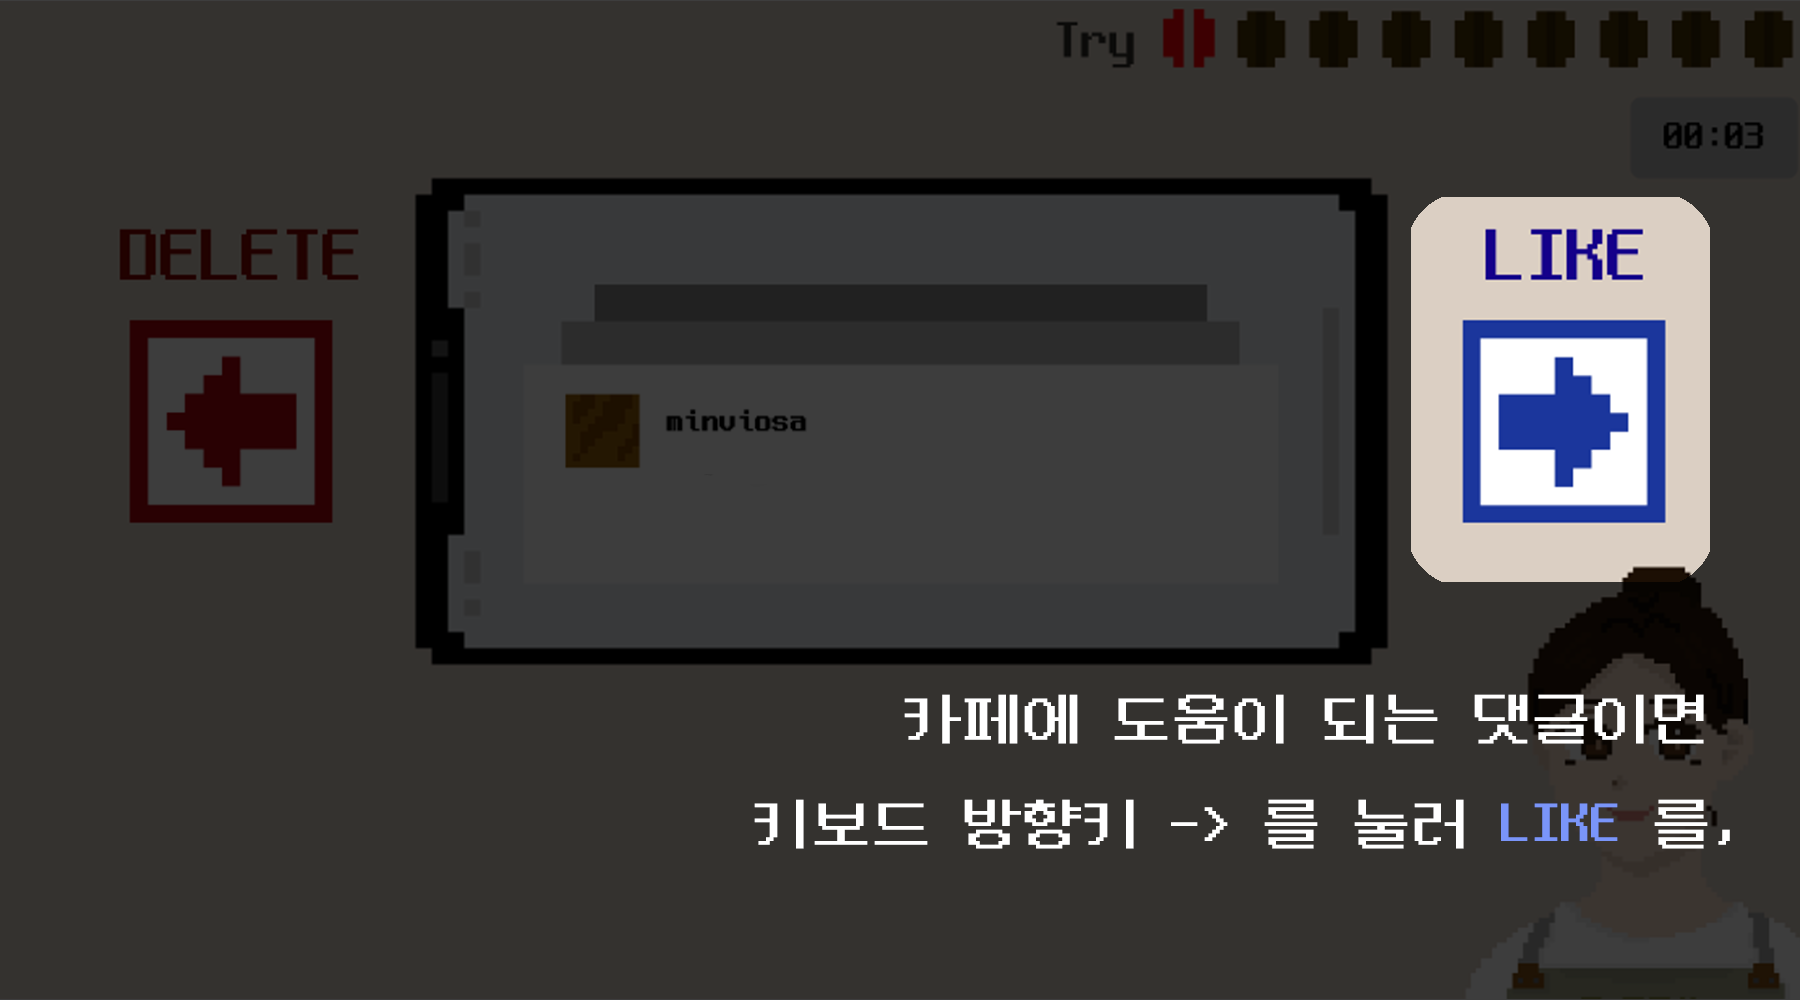 Try
00:03
DELETE
LIKE
minviosa
카페에 도움이 되는 댓글이면
키보드 방향키 -> 를 눌러 LIKE 를,